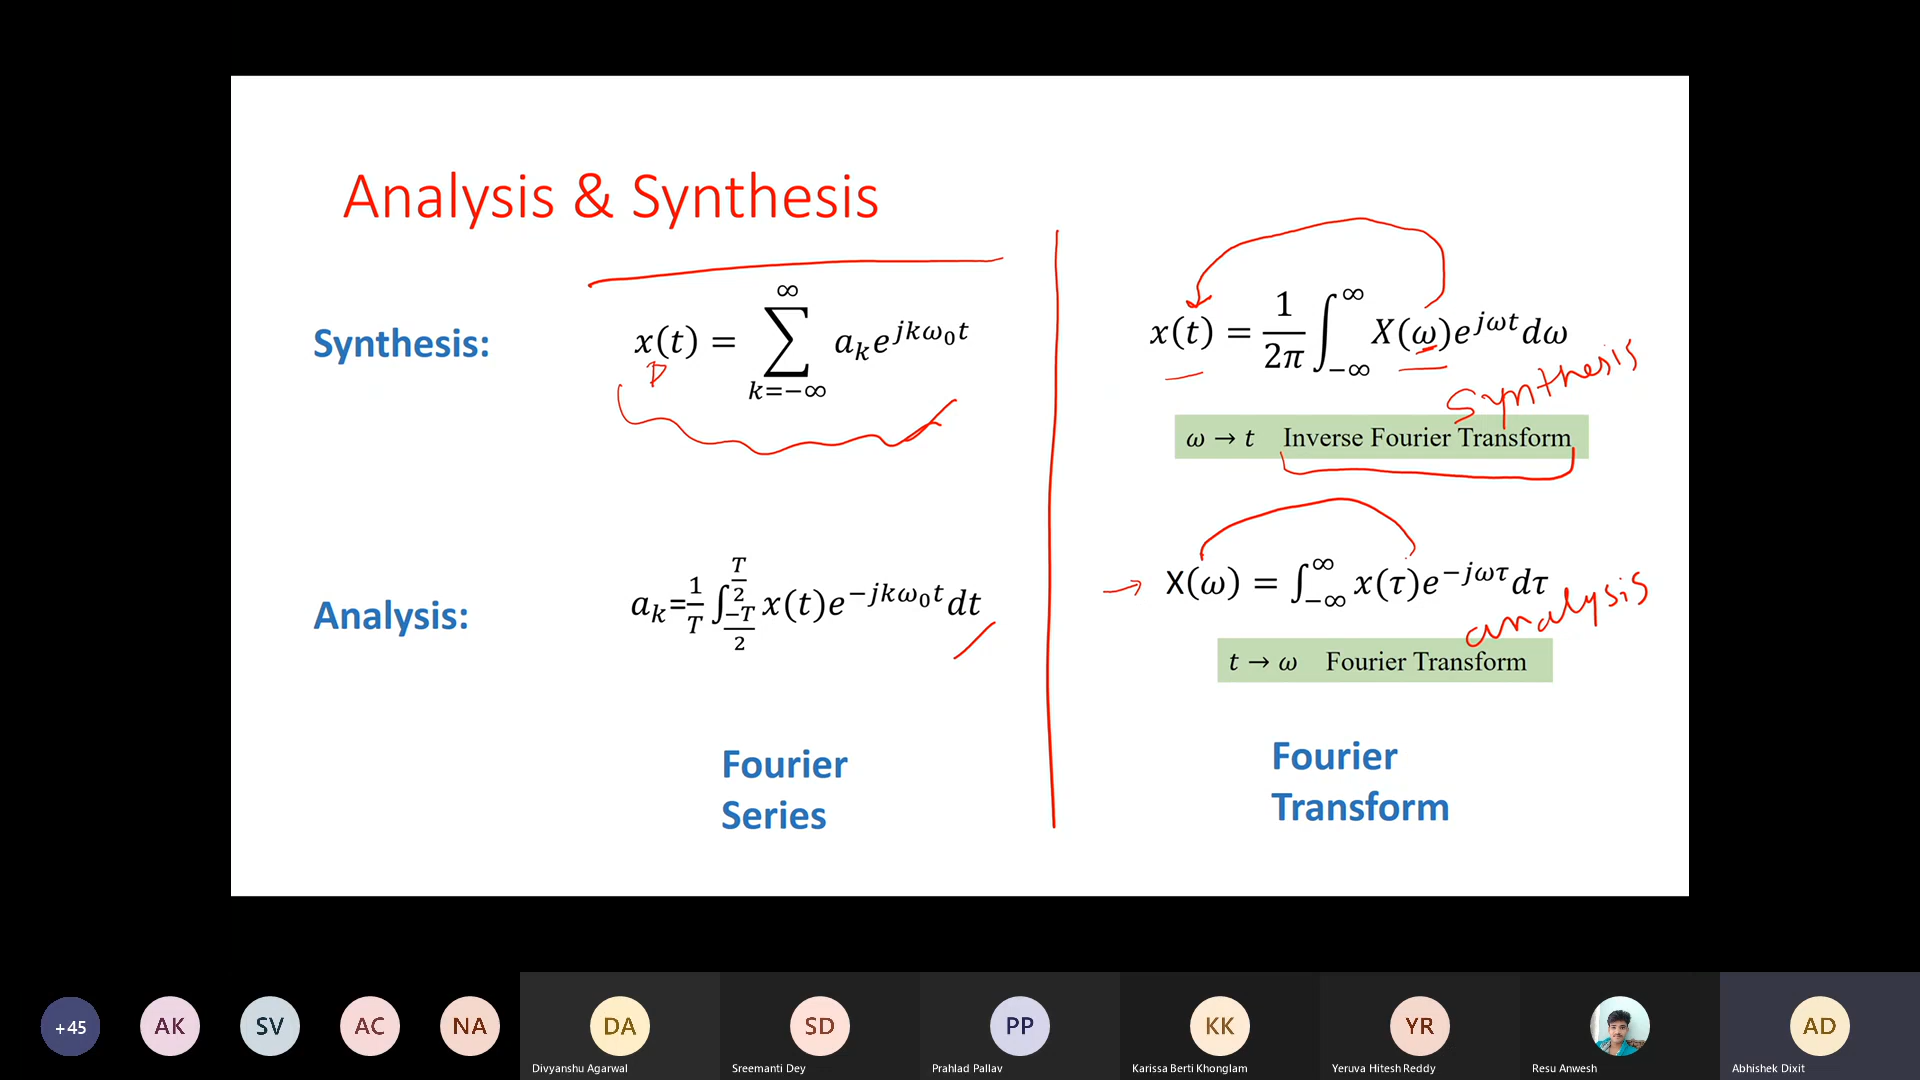 Analysis & Synthesis
Synthesis:
x(t) = ∑_{k=-∞}^{∞} a_k e^{jkω₀t}
Analysis:
a_k = 1/T ∫_{-T/2}^{T/2} x(t)e^{-jkω₀t} dt
Fourier
Series
x(t) = 1/2π ∫_{-∞}^{∞} X(ω)e^{jωt} dω
Synthesis
ω → t Inverse Fourier Transform
X(ω) = ∫_{-∞}^{∞} x(τ)e^{-jωτ} dτ
analysis
t → ω Fourier Transform
Fourier
Transform
+45 AK SV AC NA DA SD PP KK YR AD
Divyanshu Agarwal Sreemanti Dey Prahlad Pallav Karissa Berti Khonglam Yeruva Hitesh Reddy Resu Anwesh Abhishek Dixit